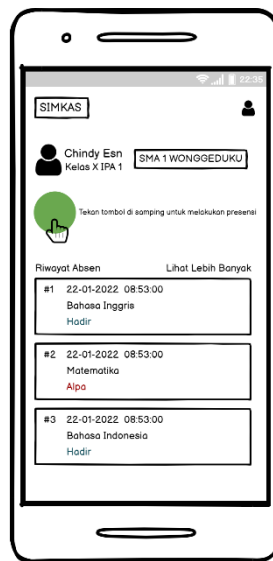 22:35
SIMKAS
Chindy Esn
Kelas X IPA 1
SMA 1 WONGGEDUKU
Tekan tombol di samping untuk melakukan presensi
Riwayat Absen
Lihat Lebih Banyak
#1 22-01-2022 08:53:00
Bahasa Inggris
Hadir
#2 22-01-2022 08:53:00
Matematika
Alpa
#3 22-01-2022 08:53:00
Bahasa Indonesia
Hadir